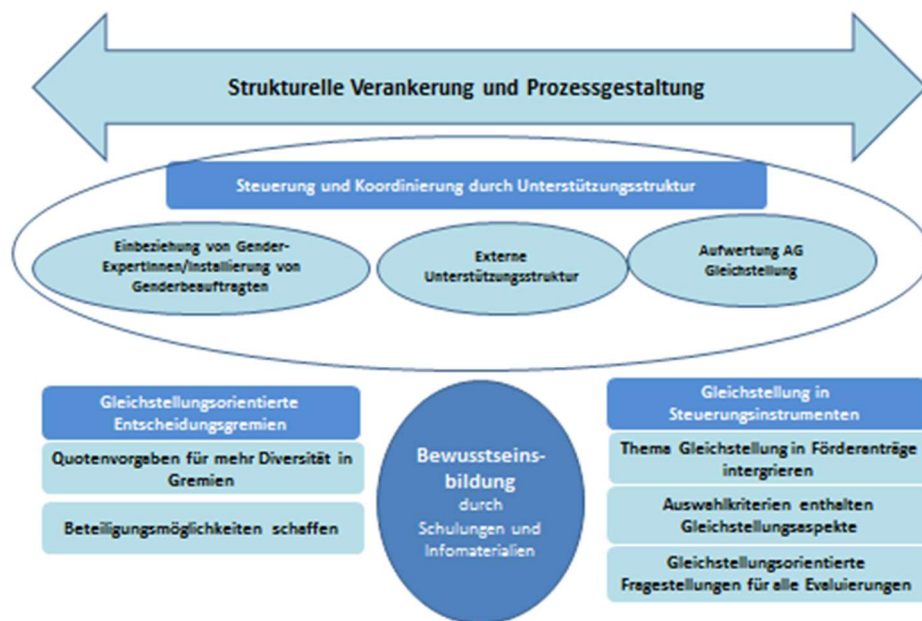 Strukturelle Verankerung und Prozessgestaltung
Steuerung und Koordinierung durch Unterstützungsstruktur
Einbeziehung von Gender-
ExpertInnen/Installierung von
Genderbeauftragten
Externe
Unterstützungsstruktur
Aufwertung AG
Gleichstellung
Gleichstellungsorientierte
Entscheidungsgremien
Quotenvorgaben für mehr Diversität in
Gremien
Beteiligungsmöglichkeiten schaffen
Bewusstseins-
bildung
durch
Schulungen und
Infomaterialien
Gleichstellung in
Steuerungsinstrumenten
Thema Gleichstellung in Förderanträge
intergrieren
Auswahlkriterien enthalten
Gleichstellungsaspekte
Gleichstellungsorientierte
Fragestellungen für alle Evaluierungen